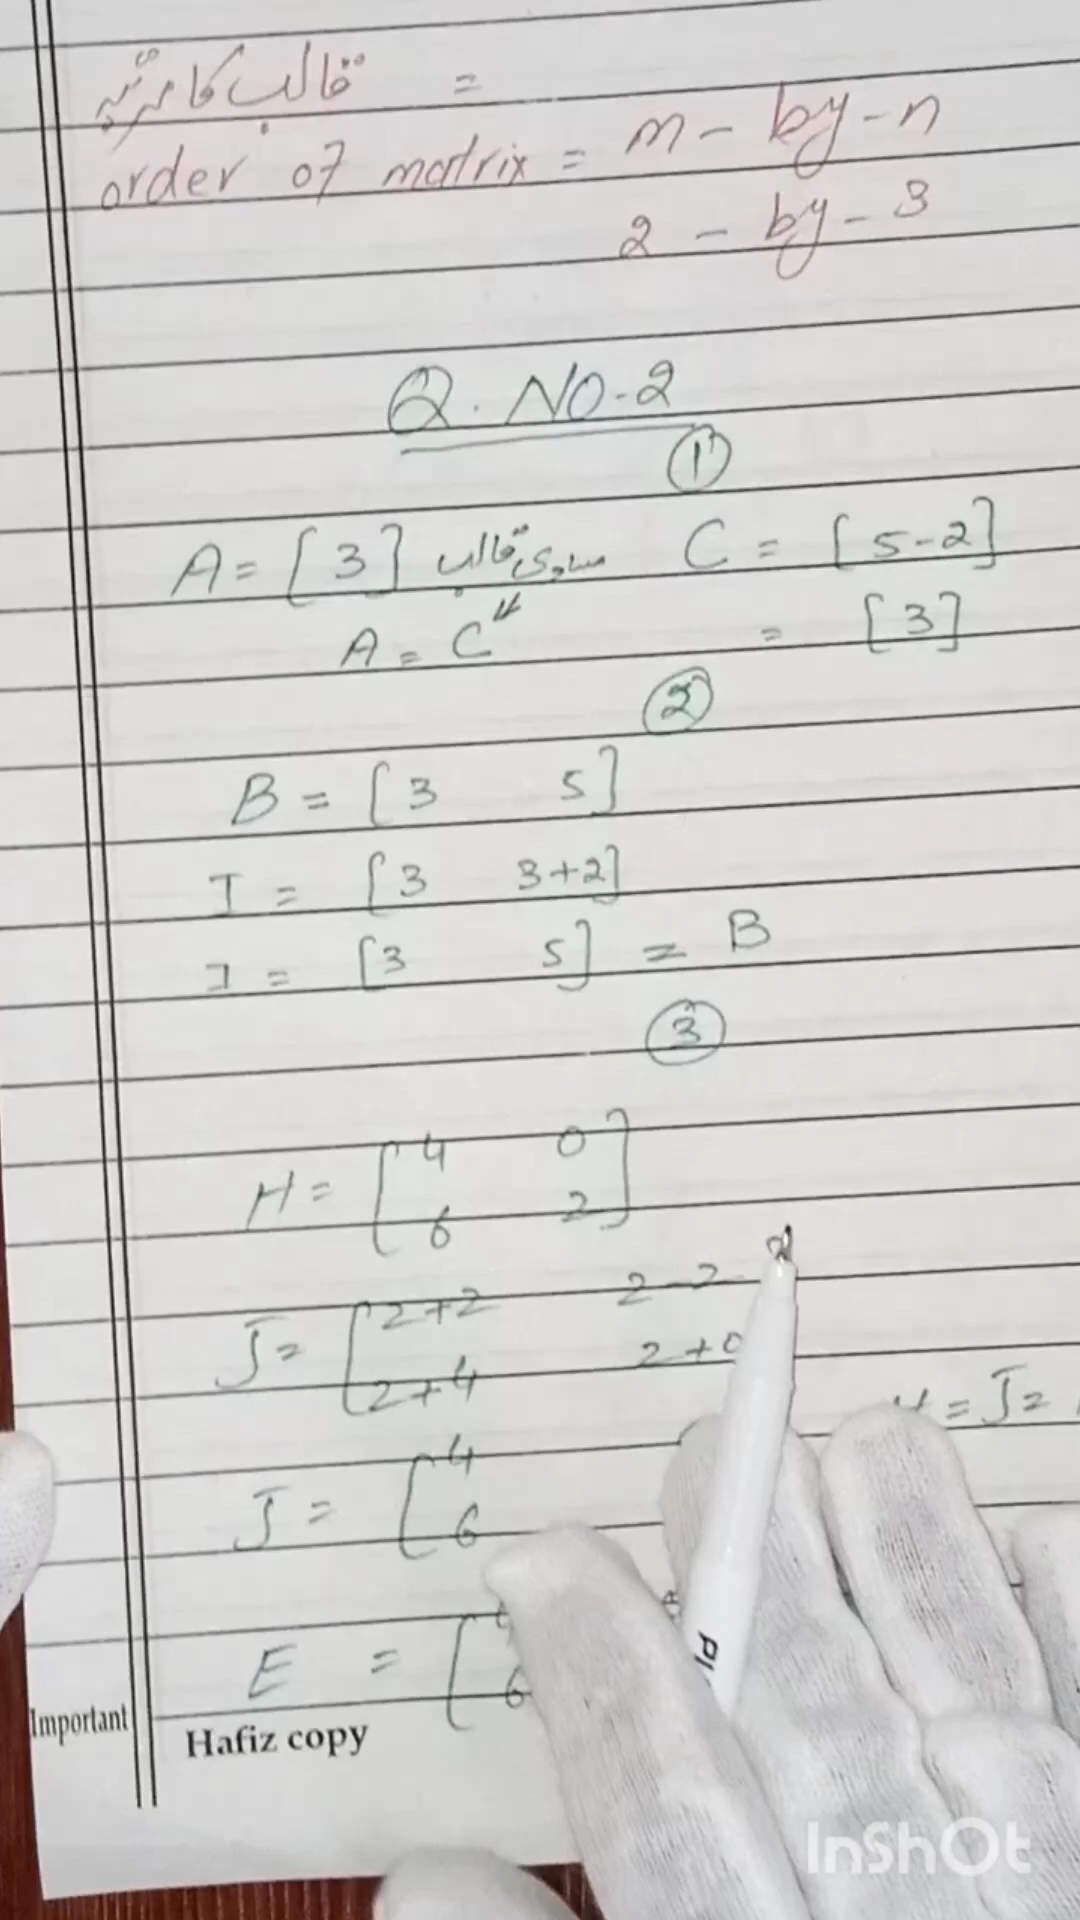 قالب کا مرتبہ =
order of matrix = m - by - n
2 - by - 3
Q. NO-2
①
A = [3] مساوی قالب C = [5-2]
A = C = [3]
②
B = [3 5]
I = [3 3+2]
I = [3 5] = B
③
H = [4 0
6 2]
J = [2+2 2-2
2+4 2+0
H = J =
J = [4
6
E = [
6
Important
Hafiz copy
InShOt